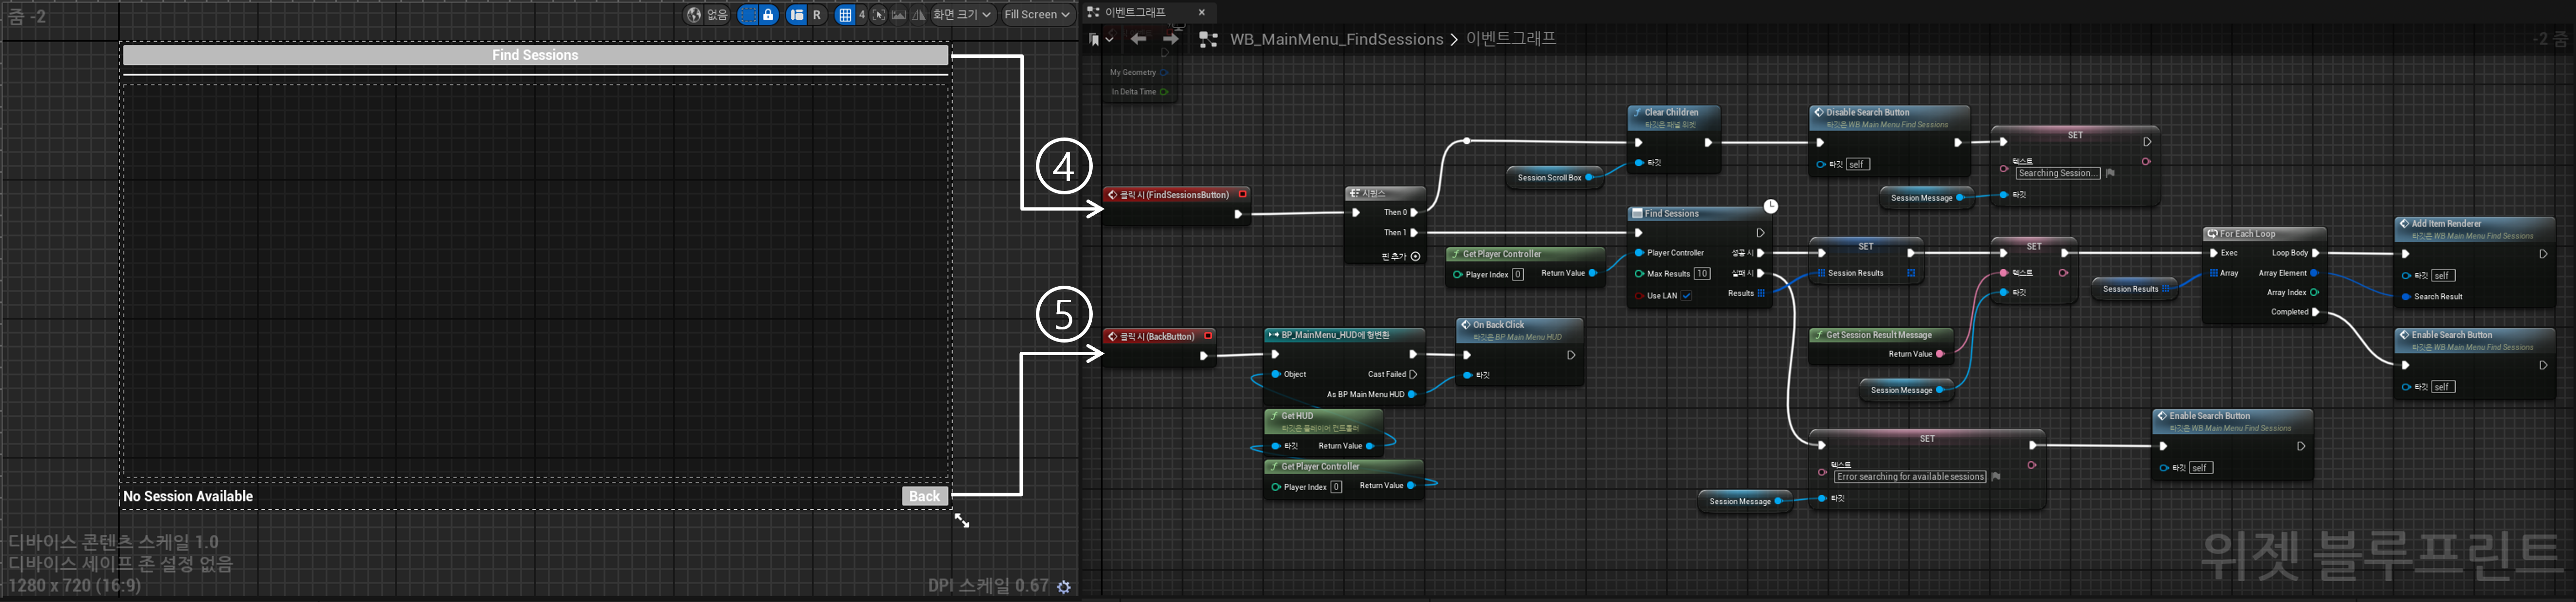 줌 -2
없음
R
4
화면 크기
Fill Screen
Find Sessions
No Session Available
Back
디바이스 콘텐츠 스케일 1.0
디바이스 세이프 존 설정 없음
1280 x 720 (16:9)
DPI 스케일 0.67
④
⑤
이벤트그래프
WB_MainMenu_FindSessions > 이벤트그래프
-2 줌
My Geometry
In Delta Time
클릭 시 (FindSessionsButton)
시퀀스
Then 0
Then 1
핀 추가
Session Scroll Box
Clear Children
타깃은 패널 위젯
타깃
Disable Search Button
타깃은 WB Main Menu Find Sessions
타깃 self
SET
텍스트
Searching Session...
타깃
Session Message
Get Player Controller
Player Index 0
Return Value
Find Sessions
Player Controller
성공 시
Max Results 10
실패 시
Use LAN
Results
SET
Session Results
SET
텍스트
타깃
Get Session Result Message
Return Value
Session Message
Session Results
For Each Loop
Exec
Loop Body
Array
Array Element
Array Index
Completed
Add Item Renderer
타깃은 WB Main Menu Find Sessions
타깃 self
Search Result
Enable Search Button
타깃은 WB Main Menu Find Sessions
타깃 self
클릭 시 (BackButton)
BP_MainMenu_HUD에 형변환
Object
Cast Failed
As BP Main Menu HUD
On Back Click
타깃은 BP Main Menu HUD
타깃
Get HUD
타깃은 플레이어 컨트롤러
타깃
Return Value
Get Player Controller
Player Index 0
Return Value
SET
텍스트
Error searching for available sessions
타깃
Session Message
Enable Search Button
타깃은 WB Main Menu Find Sessions
타깃 self
위젯 블루프린트